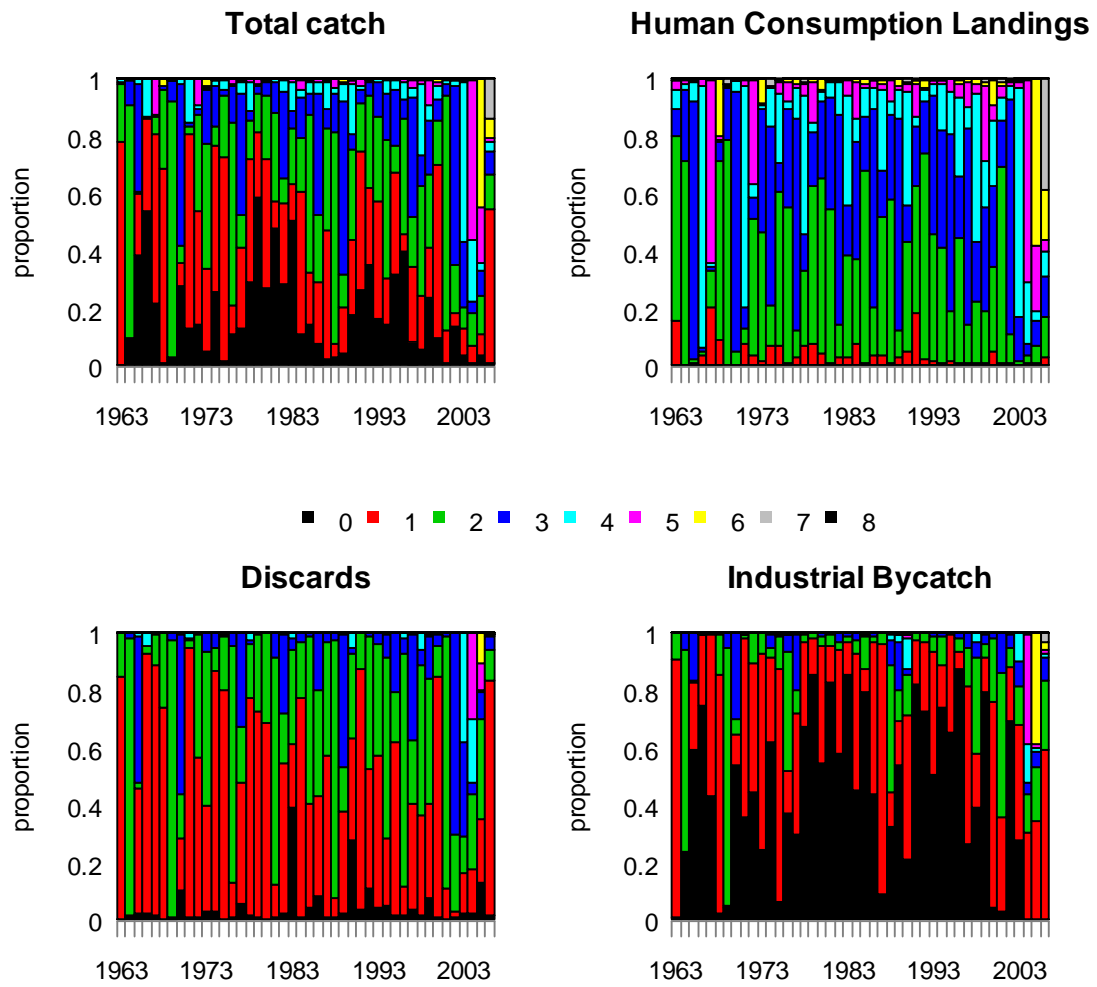 Total catch
proportion
1
0.8
0.6
0.4
0.2
0
1963 1973 1983 1993 2003
Human Consumption Landings
proportion
1
0.8
0.6
0.4
0.2
0
1963 1973 1983 1993 2003
0 1 2 3 4 5 6 7 8
Discards
proportion
1
0.8
0.6
0.4
0.2
0
1963 1973 1983 1993 2003
Industrial Bycatch
proportion
1
0.8
0.6
0.4
0.2
0
1963 1973 1983 1993 2003